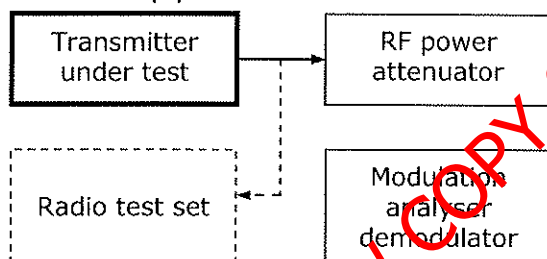 Transmitter
under test
RF power
attenuator
Radio test set
Modulation
analyser
demodulator
COPY